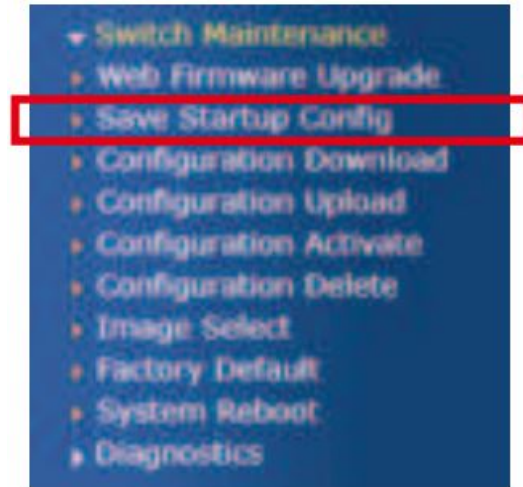 Switch Maintenance
Web Firmware Upgrade
Save Startup Config
Configuration Download
Configuration Upload
Configuration Activate
Configuration Delete
Image Select
Factory Default
System Reboot
Diagnostics